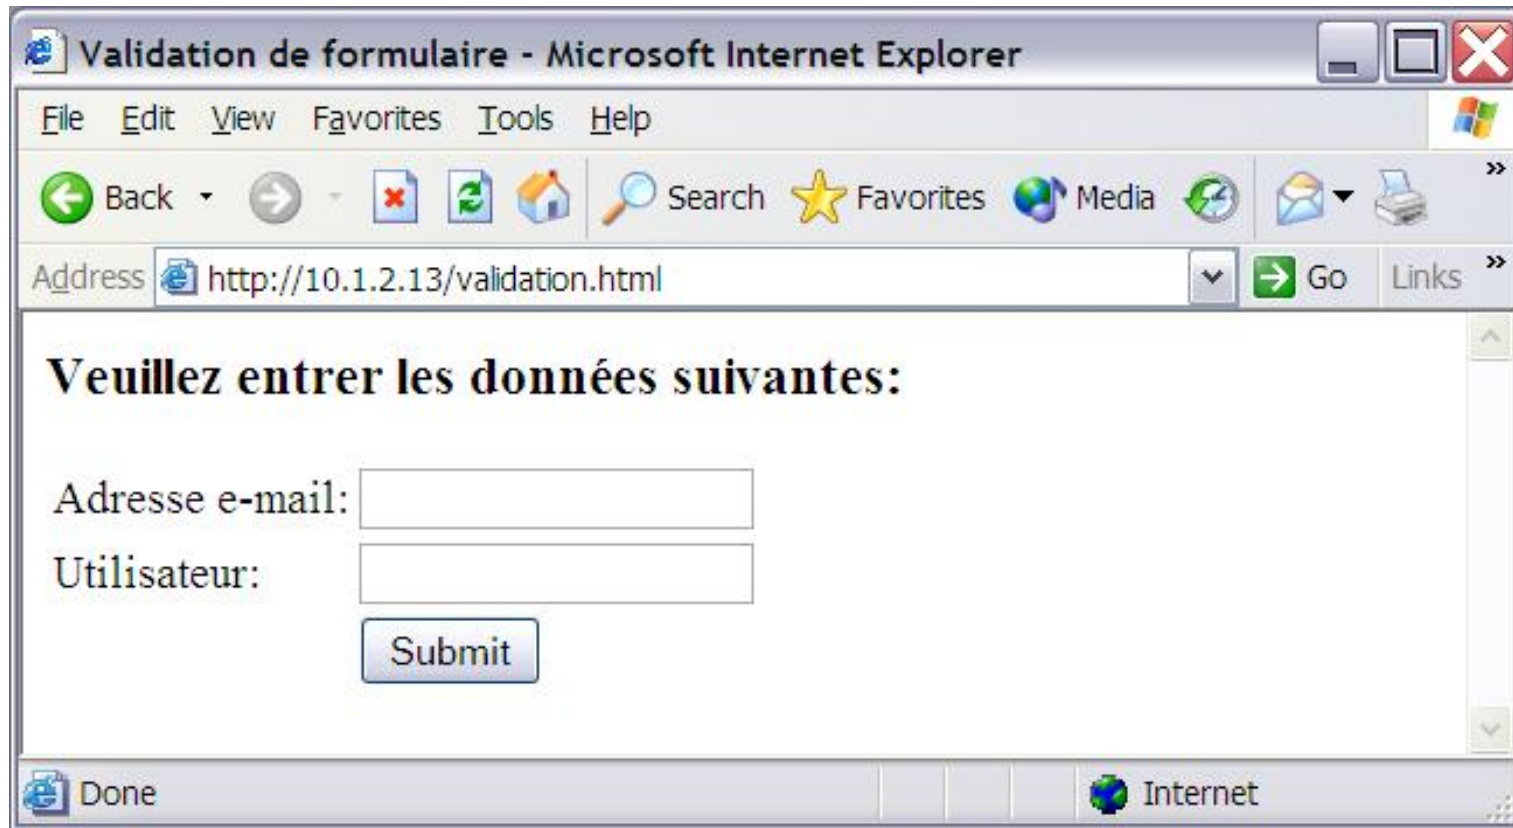 Validation de formulaire - Microsoft Internet Explorer
File Edit View Favorites Tools Help
Back Search Favorites Media »
Address http://10.1.2.13/validation.html Go Links »
Veuillez entrer les données suivantes:
Adresse e-mail:
Utilisateur:
Submit
Done Internet